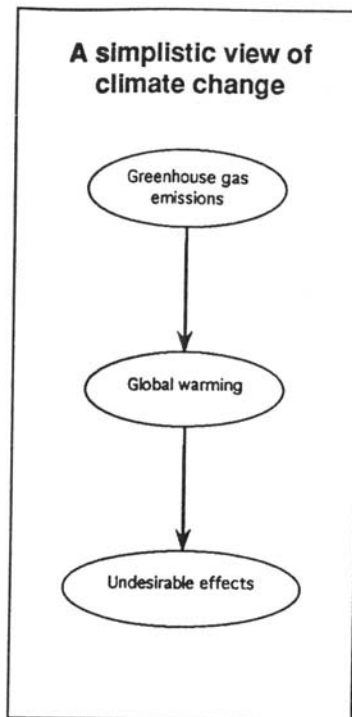 A simplistic view of
climate change
Greenhouse gas
emissions
Global warming
Undesirable effects